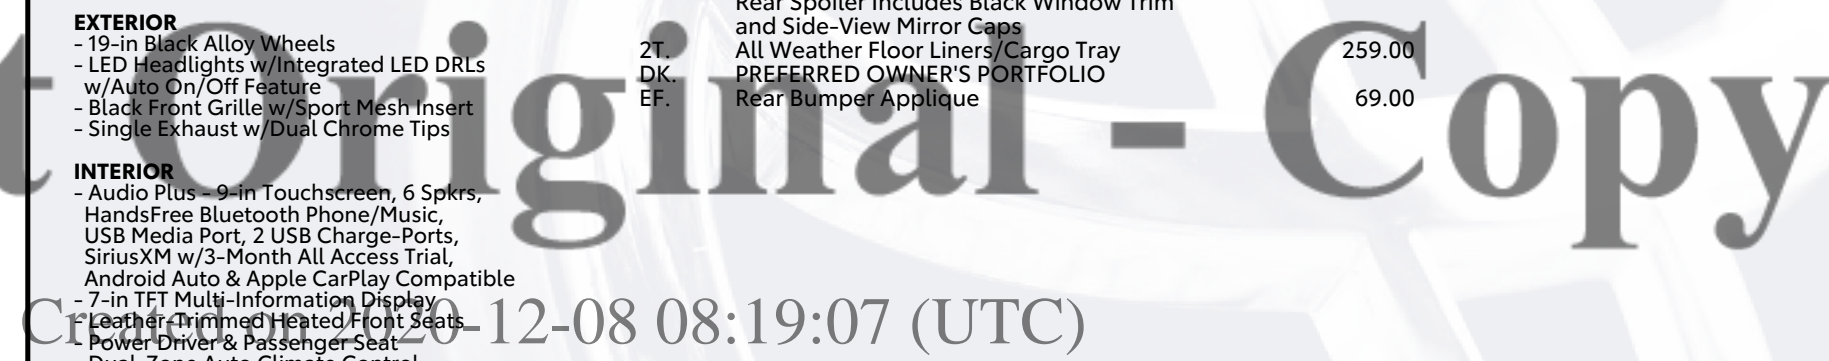 EXTERIOR
- 19-in Black Alloy Wheels
- LED Headlights w/Integrated LED DRLs
w/Auto On/Off Feature
- Black Front Grille w/Sport Mesh Insert
- Single Exhaust w/Dual Chrome Tips
INTERIOR
- Audio Plus - 9-in Touchscreen, 6 Spkrs,
HandsFree Bluetooth Phone/Music,
USB Media Port, 2 USB Charge-Ports,
SiriusXM w/3-Month All Access Trial,
Android Auto & Apple CarPlay Compatible
- 7-in TFT Multi-Information Display
- Leather-Trimmed Heated Front Seats
- Power Driver & Passenger Seat
- Dual-Zone Auto Climate Control
Rear Spoiler Includes Black Window Trim
and Side-View Mirror Caps
2T. All Weather Floor Liners/Cargo Tray 259.00
DK. PREFERRED OWNER'S PORTFOLIO
EF. Rear Bumper Applique 69.00
t Original - Copy
Created on 2020-12-08 08:19:07 (UTC)